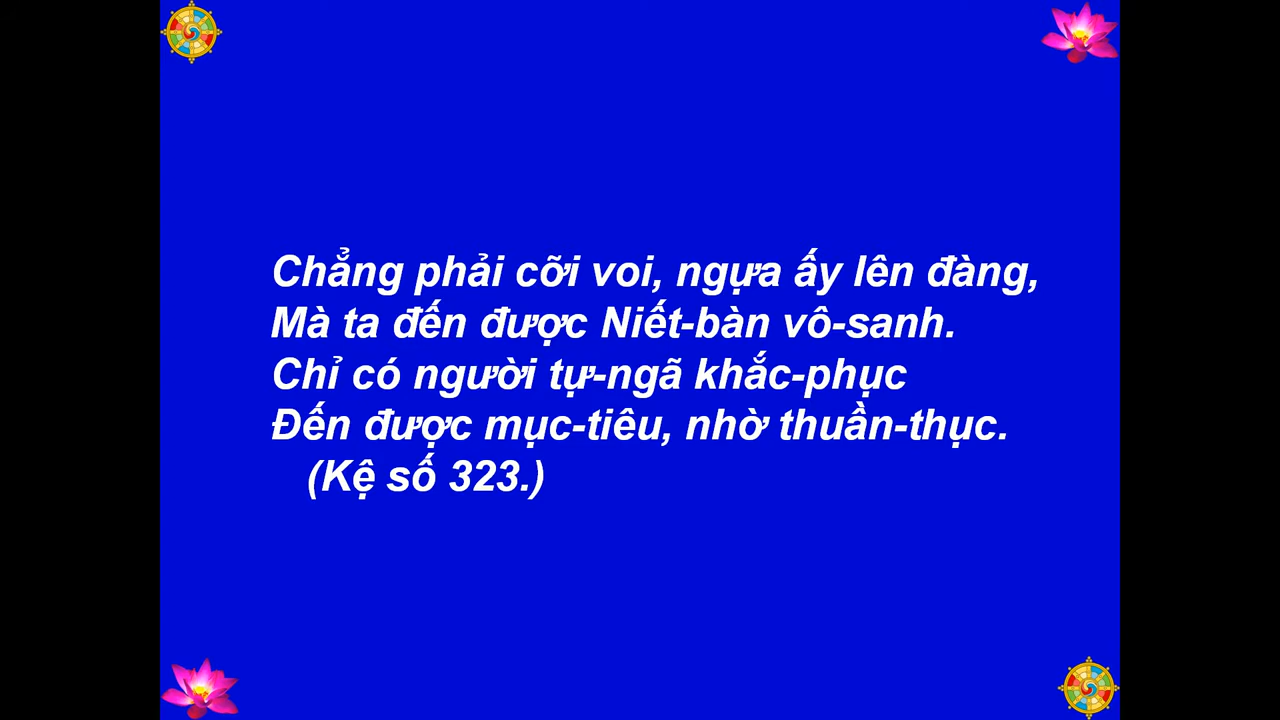 Chẳng phải cỡi voi, ngựa ấy lên đàng,
Mà ta đến được Niết-bàn vô-sanh.
Chỉ có người tự-ngã khắc-phục
Đến được mục-tiêu, nhờ thuần-thục.
(Kệ số 323.)